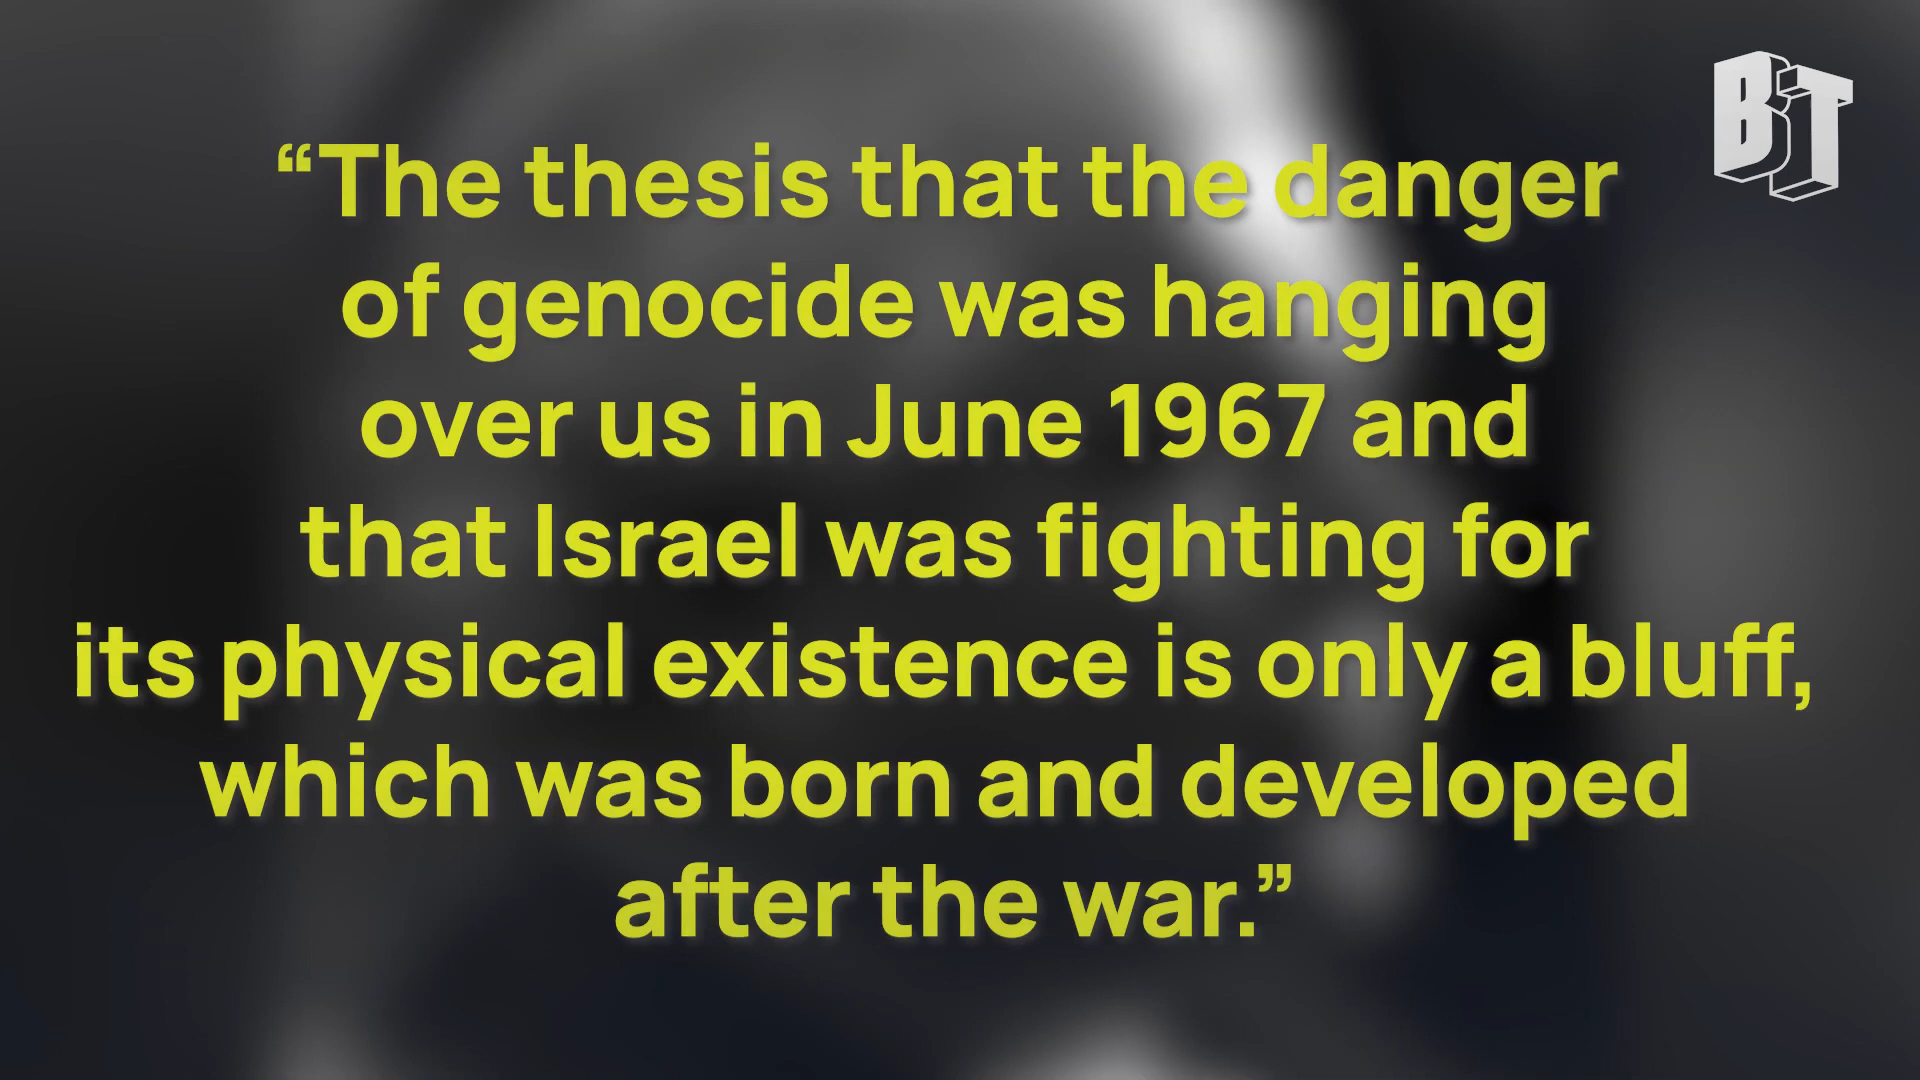 BT
“The thesis that the danger
of genocide was hanging
over us in June 1967 and
that Israel was fighting for
its physical existence is only a bluff,
which was born and developed
after the war.”